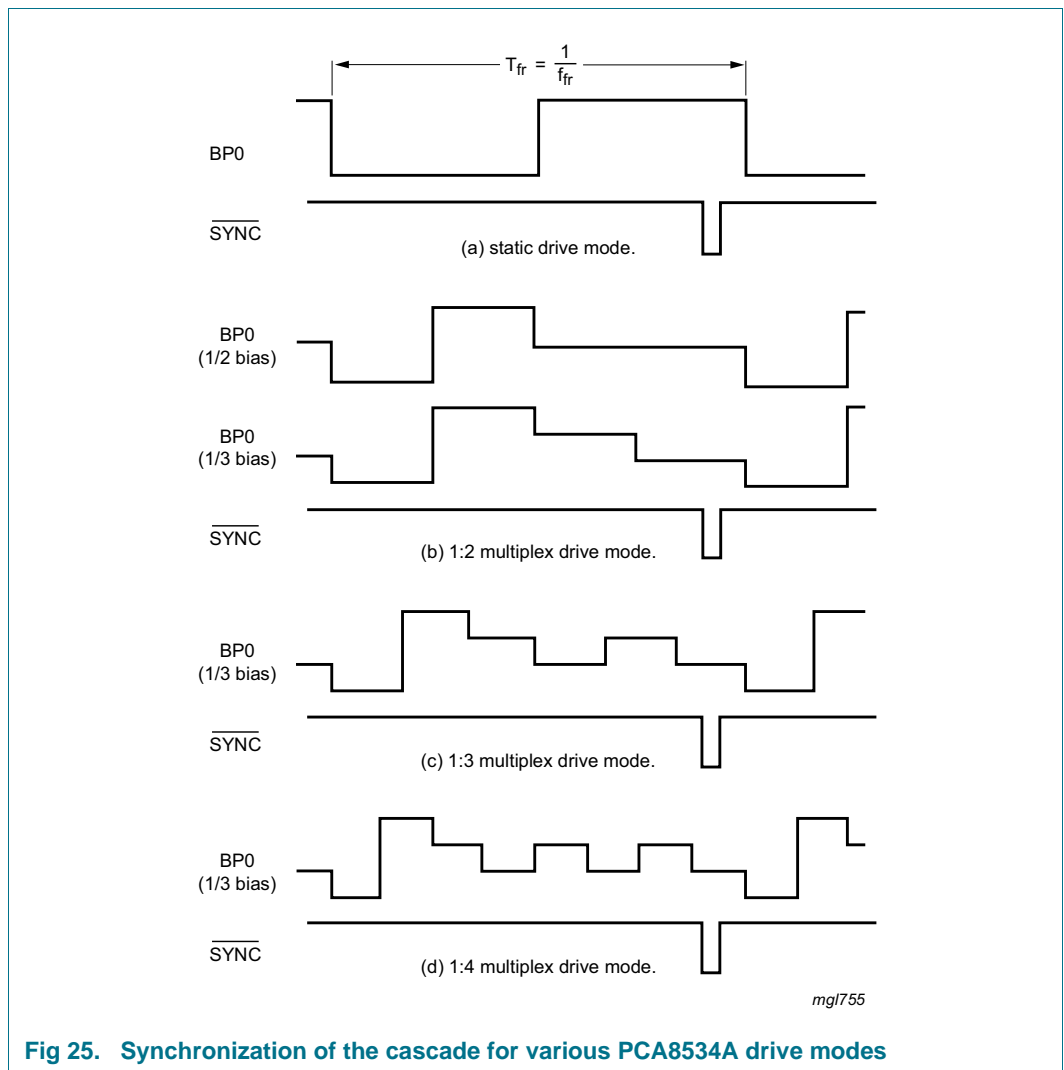 T_fr = 1/f_fr
BP0
SYNC
(a) static drive mode.
BP0
(1/2 bias)
BP0
(1/3 bias)
SYNC
(b) 1:2 multiplex drive mode.
BP0
(1/3 bias)
SYNC
(c) 1:3 multiplex drive mode.
BP0
(1/3 bias)
SYNC
(d) 1:4 multiplex drive mode.
mgl755
Fig 25. Synchronization of the cascade for various PCA8534A drive modes